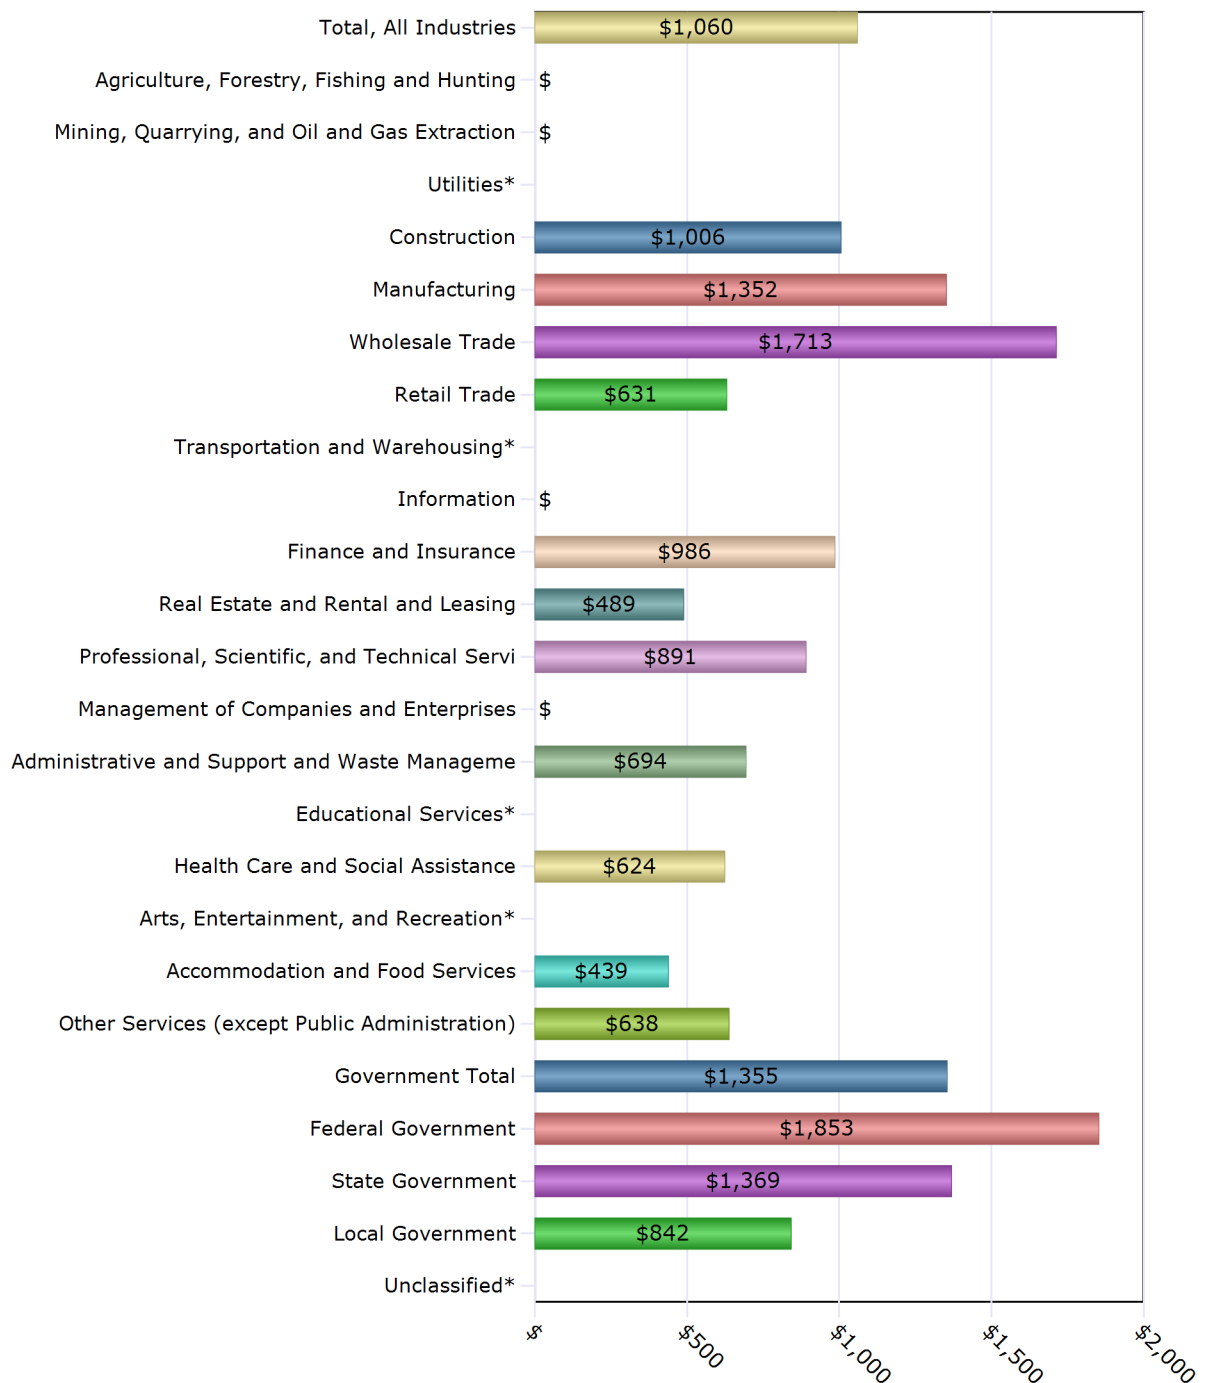 Total, All Industries $1,060
Agriculture, Forestry, Fishing and Hunting $
Mining, Quarrying, and Oil and Gas Extraction $
Utilities*
Construction $1,006
Manufacturing $1,352
Wholesale Trade $1,713
Retail Trade $631
Transportation and Warehousing*
Information $
Finance and Insurance $986
Real Estate and Rental and Leasing $489
Professional, Scientific, and Technical Servi $891
Management of Companies and Enterprises $
Administrative and Support and Waste Manageme $694
Educational Services*
Health Care and Social Assistance $624
Arts, Entertainment, and Recreation*
Accommodation and Food Services $439
Other Services (except Public Administration) $638
Government Total $1,355
Federal Government $1,853
State Government $1,369
Local Government $842
Unclassified*
$ $500 $1,000 $1,500 $2,000